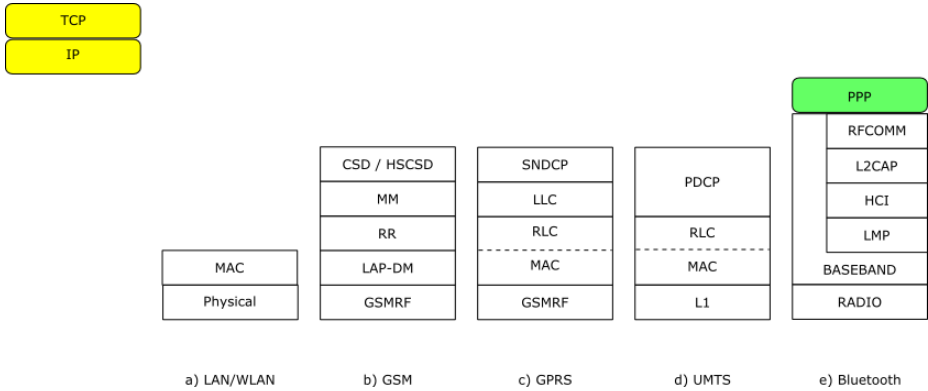 TCP
IP
MAC
Physical
a) LAN/WLAN
CSD / HSCSD
MM
RR
LAP-DM
GSMRF
b) GSM
SNDCP
LLC
RLC
MAC
GSMRF
c) GPRS
PDCP
RLC
MAC
L1
d) UMTS
PPP
RFCOMM
L2CAP
HCI
LMP
BASEBAND
RADIO
e) Bluetooth